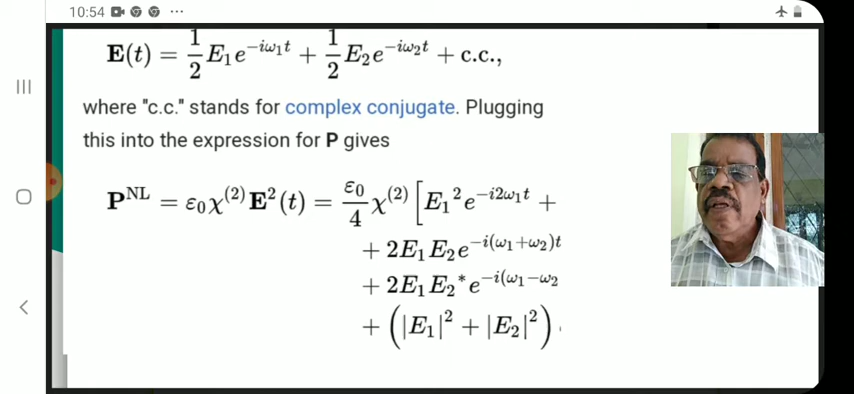 10:54
E(t) = 1/2 E₁e^{-iω₁t} + 1/2 E₂e^{-iω₂t} + c.c.,
where "c.c." stands for complex conjugate. Plugging
this into the expression for P gives
P^{NL} = ε₀χ^{(2)}E²(t) = ε₀/4 χ^{(2)} [E₁²e^{-i2ω₁t} +
+ 2E₁E₂e^{-i(ω₁+ω₂)t}
+ 2E₁E₂*e^{-i(ω₁-ω₂}
+ (|E₁|² + |E₂|²)